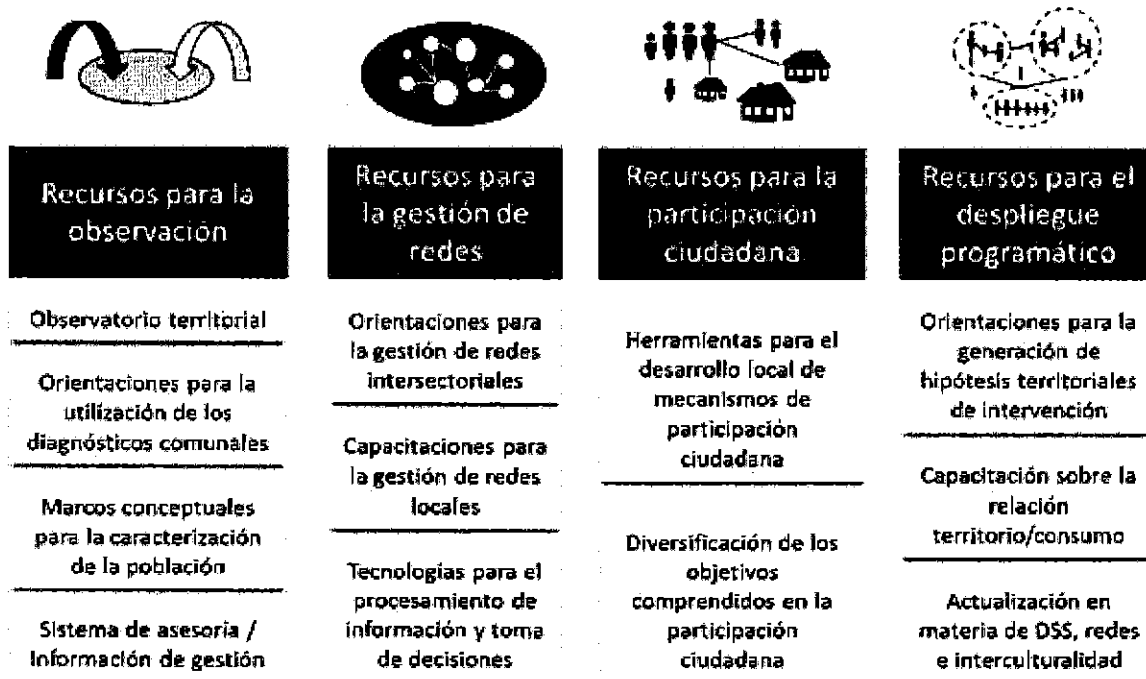 Recursos para la
observación
Observatorio territorial
Orientaciones para la
utilización de los
diagnósticos comunales
Marcos conceptuales
para la caracterización
de la población
Sistema de asesoría /
Información de gestión
Recursos para
la gestión de
redes
Orientaciones para
la gestión de redes
intersectoriales
Capacitaciones para
la gestión de redes
locales
Tecnologías para el
procesamiento de
información y toma
de decisiones
Recursos para la
participación
ciudadana
Herramientas para el
desarrollo local de
mecanismos de
participación
ciudadana
Diversificación de los
objetivos
comprendidos en la
participación
ciudadana
Recursos para el
despliegue
programático
Orientaciones para la
generación de
hipótesis territoriales
de intervención
Capacitación sobre la
relación
territorio/consumo
Actualización en
materia de DSS, redes
e interculturalidad